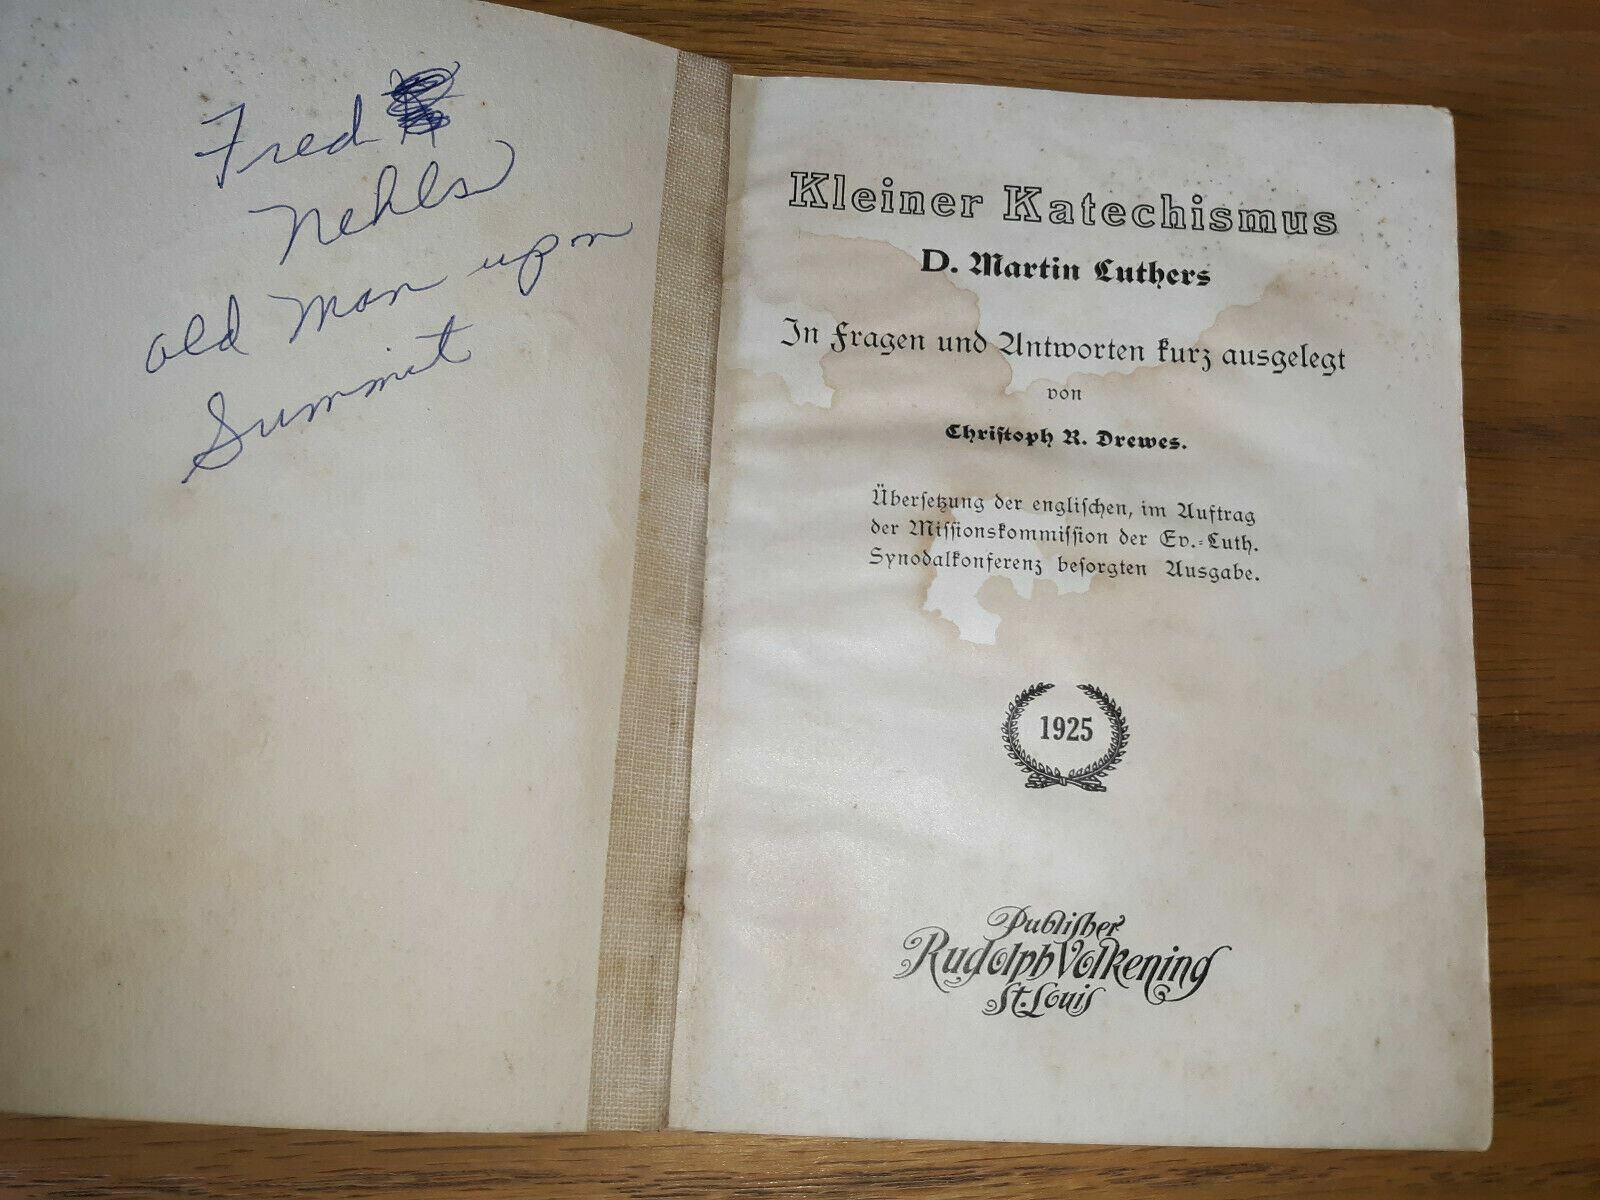 Fred
Nehls
old man upon
Summit
Kleiner Katechismus
D. Martin Luthers
In Fragen und Antworten kurz ausgelegt
von
Chriſtoph R. Drewes.
Überſetzung der engliſchen, im Auftrag
der Miſſionskommiſſion der Ev.-Luth.
Synodalkonferenz beſorgten Ausgabe.
1925
Publiſher
Rudolph Volkening
St. Louis